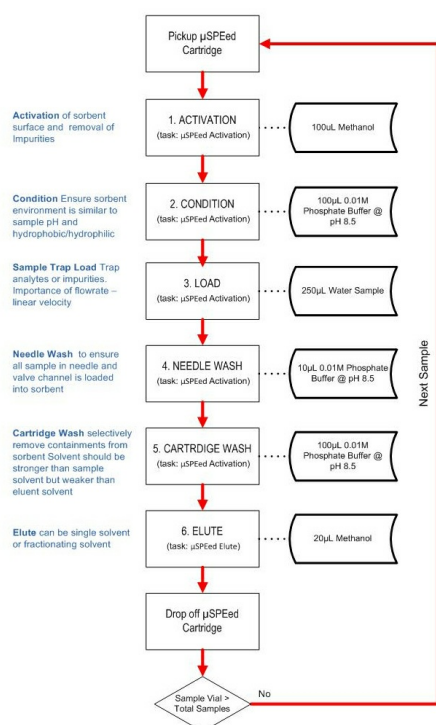 Pickup µSPEed
Cartridge
Activation of sorbent
surface and removal of
Impurities
1. ACTIVATION
(task: µSPEed Activation)
100uL Methanol
Condition Ensure sorbent
environment is similar to
sample pH and
hydrophobic/hydrophilic
2. CONDITION
(task: µSPEed Activation)
100µL 0.01M
Phosphate Buffer @
pH 8.5
Sample Trap Load Trap
analytes or impurities.
Importance of flowrate –
linear velocity
3. LOAD
(task: µSPEed Activation)
250µL Water Sample
Needle Wash to ensure
all sample in needle and
valve channel is loaded
into sorbent
4. NEEDLE WASH
(task: µSPEed Activation)
10µL 0.01M Phosphate
Buffer @ pH 8.5
Cartridge Wash selectively
remove containments from
sorbent Solvent should be
stronger than sample
solvent but weaker than
eluent solvent
5. CARTRDIGE WASH
(task: µSPEed Activation)
100µL 0.01M
Phosphate Buffer @
pH 8.5
Elute can be single solvent
or fractionating solvent
6. ELUTE
(task: µSPEed Elute)
20µL Methanol
Drop off µSPEed
Cartridge
Sample Vial >
Total Samples
No
Next Sample